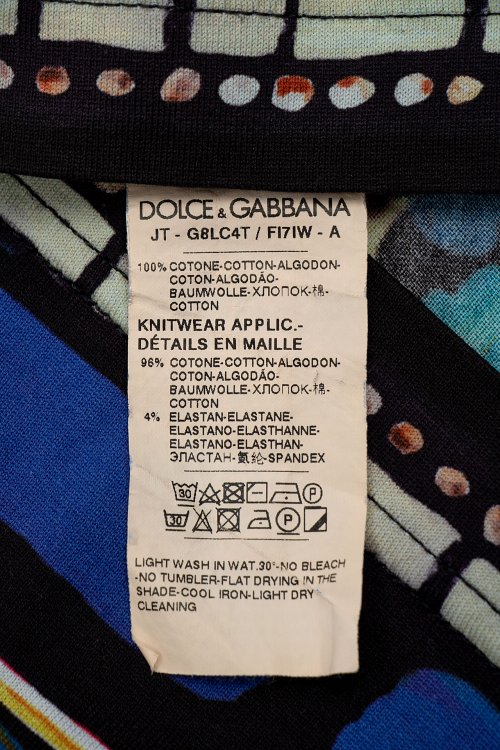 DOLCE & GABBANA
JT - G8LC4T / FI7IW - A
100% COTONE-COTTON-ALGODON-
COTON-ALGODÃO-
BAUMWOLLE-ХЛОПОК-棉-
COTTON
KNITWEAR APPLIC.-
DÉTAILS EN MAILLE
96% COTONE-COTTON-ALGODON-
COTON-ALGODÃO-
BAUMWOLLE-ХЛОПОК-棉-
COTTON
4% ELASTAN-ELASTANE-
ELASTANO-ELASTHANNE-
ELASTANO-ELASTHAN-
ЭЛАСТАН-氨纶-SPANDEX
30 P
30 P
LIGHT WASH IN WAT.30°-NO BLEACH
-NO TUMBLER-FLAT DRYING IN THE
SHADE-COOL IRON-LIGHT DRY
CLEANING